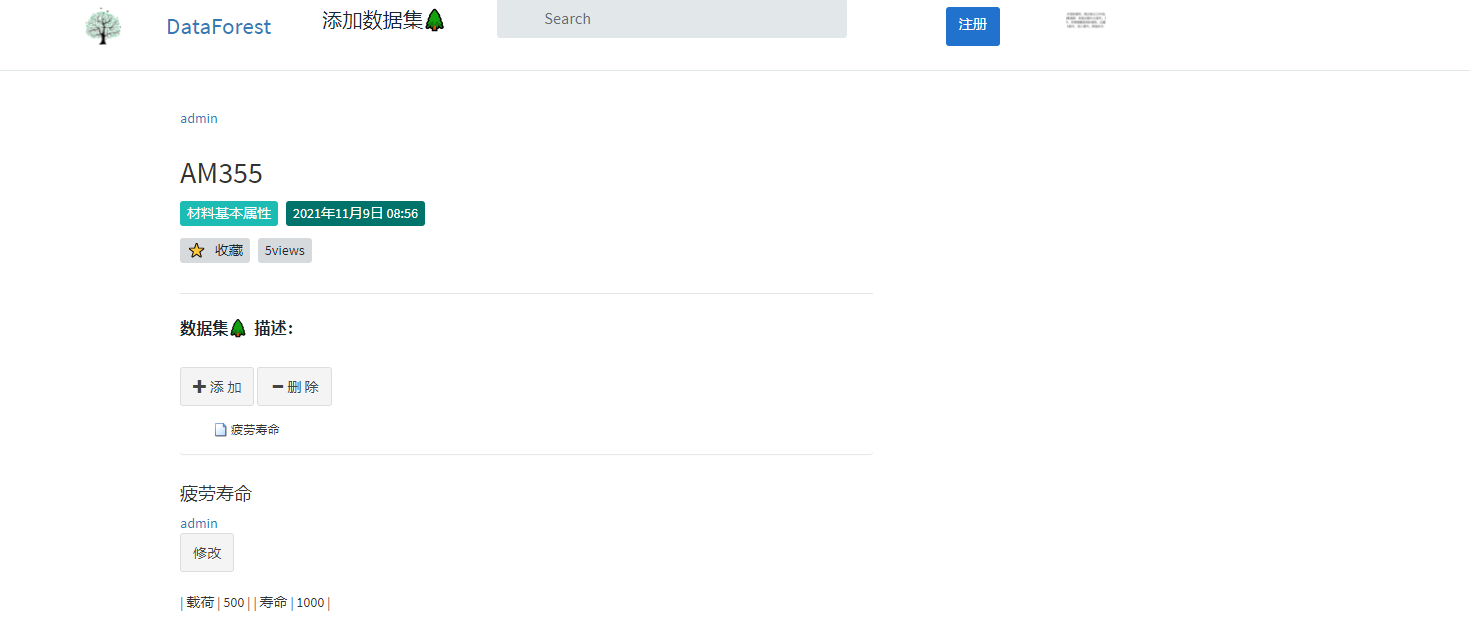 DataForest 添加数据集🌲 Search 注册
admin
AM355
材料基本属性 2021年11月9日 08:56
收藏 5views
数据集🌲 描述:
添 加 删 除
疲劳寿命
疲劳寿命
admin
修改
| 载荷 | 500 | | 寿命 | 1000 |